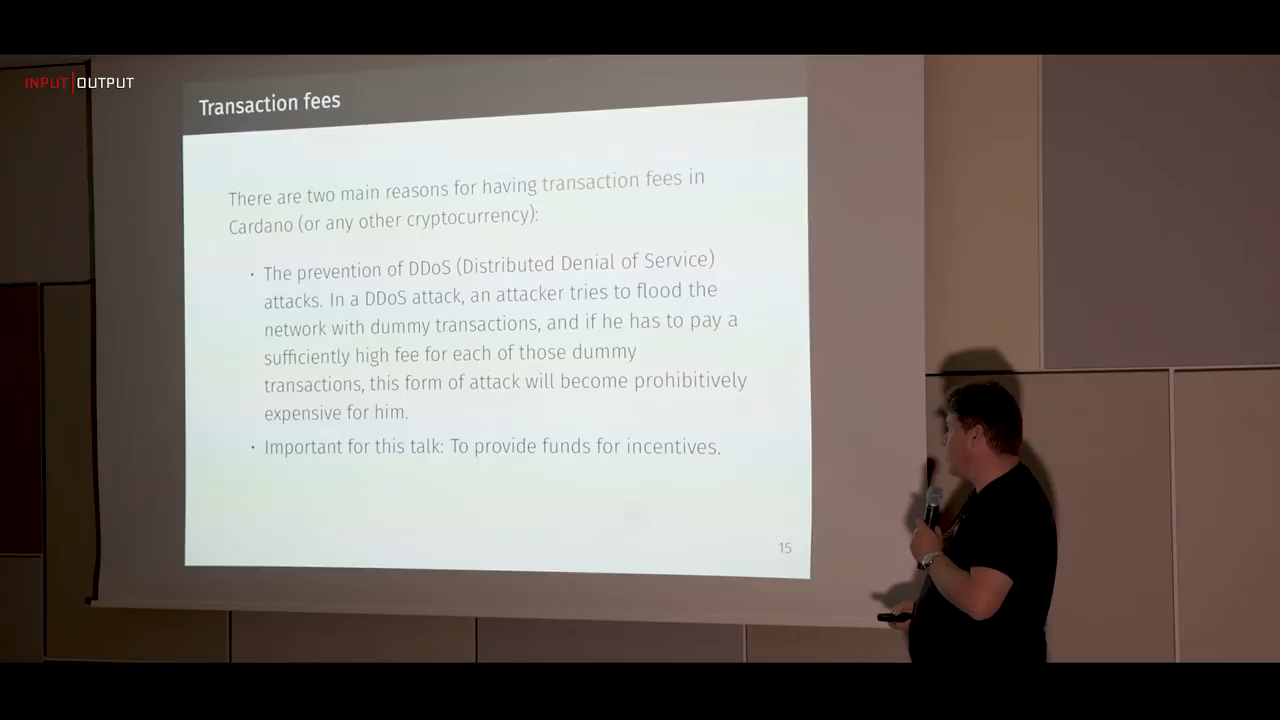 INPUT|OUTPUT
Transaction fees
There are two main reasons for having transaction fees in
Cardano (or any other cryptocurrency):
· The prevention of DDoS (Distributed Denial of Service)
attacks. In a DDoS attack, an attacker tries to flood the
network with dummy transactions, and if he has to pay a
sufficiently high fee for each of those dummy
transactions, this form of attack will become prohibitively
expensive for him.
· Important for this talk: To provide funds for incentives.
15